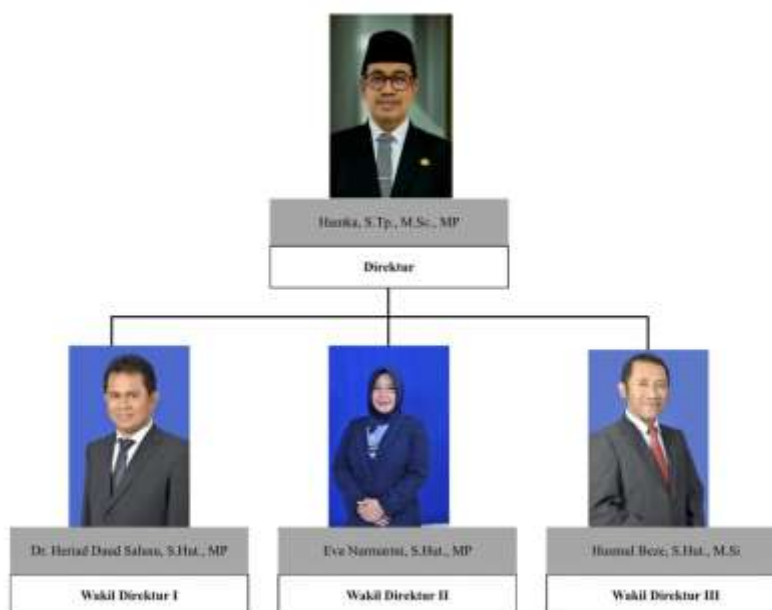 Hamka, S.Tp., M.Sc., MP
Direktur
Dr. Heriad Daud Salusu, S.Hut., MP
Eva Nurmarini, S.Hut., MP
Husmul Beze, S.Hut., M.Si
Wakil Direktur I
Wakil Direktur II
Wakil Direktur III